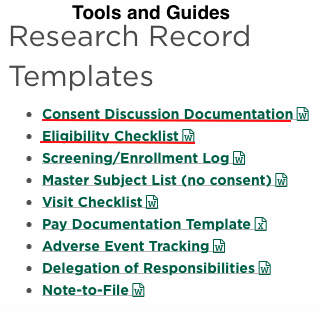 Tools and Guides
Research Record
Templates
Consent Discussion Documentation
Eligibility Checklist
Screening/Enrollment Log
Master Subject List (no consent)
Visit Checklist
Pay Documentation Template
Adverse Event Tracking
Delegation of Responsibilities
Note-to-File